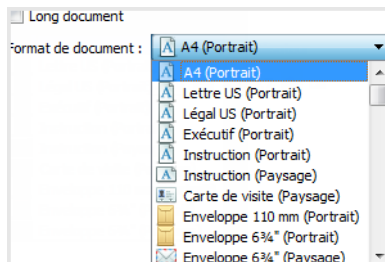 Long document
Format de document : A4 (Portrait)
A4 (Portrait)
Lettre US (Portrait)
Légal US (Portrait)
Exécutif (Portrait)
Instruction (Portrait)
Instruction (Paysage)
Carte de visite (Paysage)
Enveloppe 110 mm (Portrait)
Enveloppe 6¾" (Portrait)
Enveloppe 6¾" (Paysage)